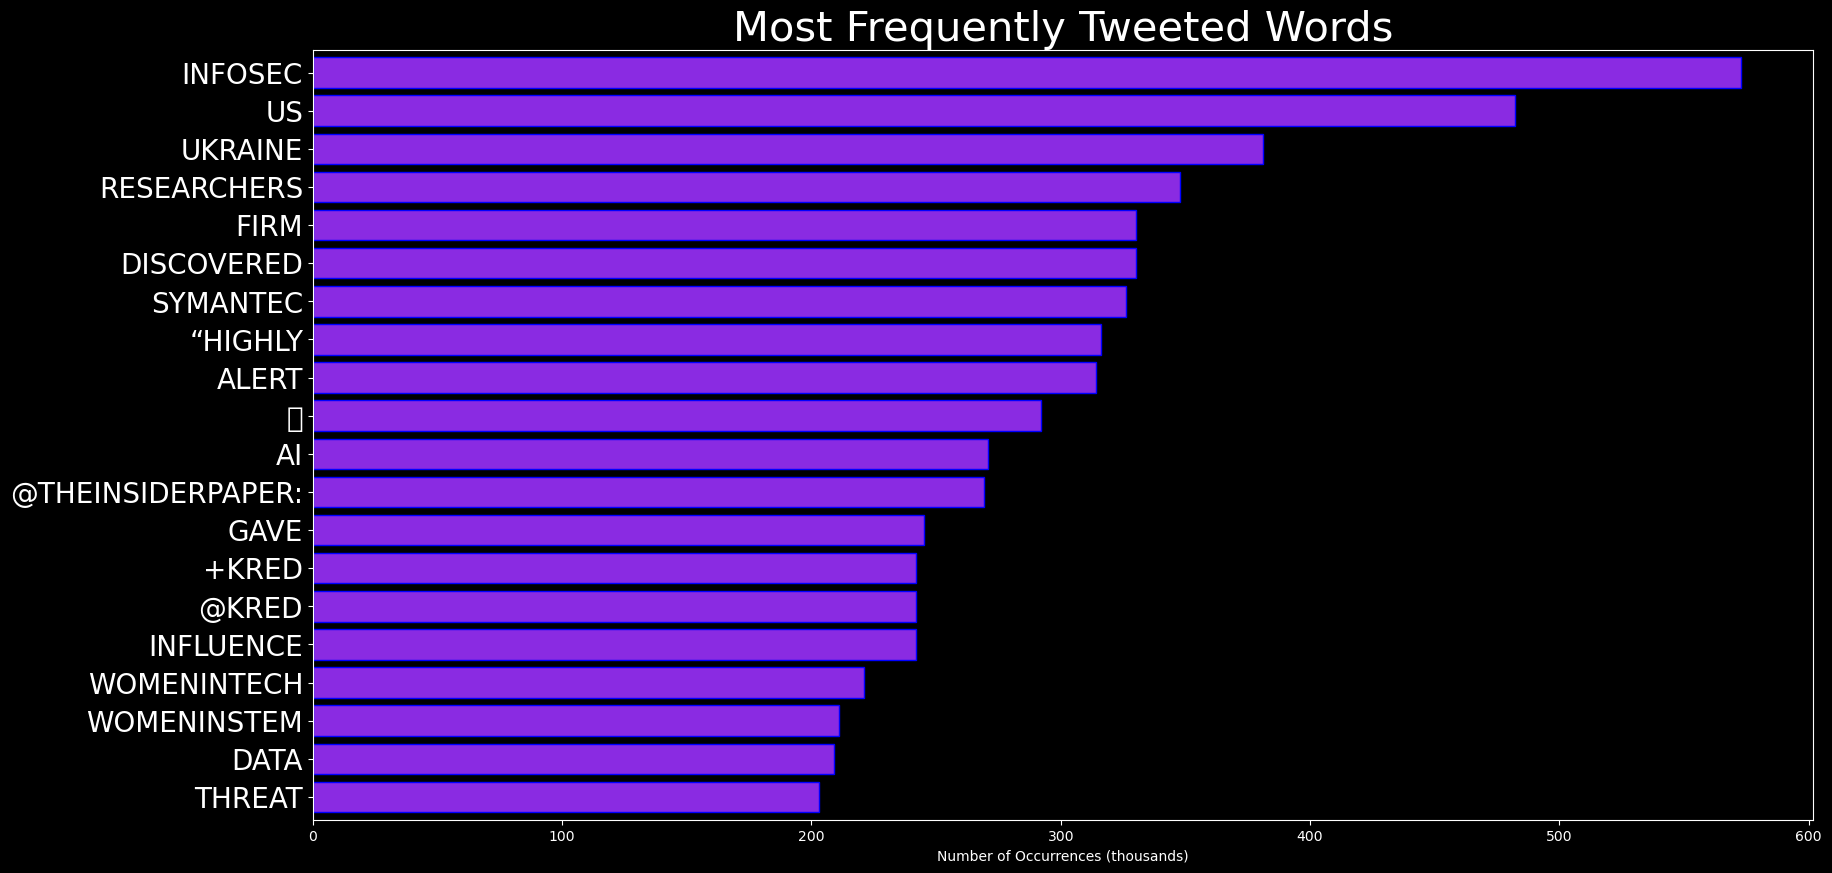 Most Frequently Tweeted Words
INFOSEC
US
UKRAINE
RESEARCHERS
FIRM
DISCOVERED
SYMANTEC
“HIGHLY
ALERT
AI
@THEINSIDERPAPER:
GAVE
+KRED
@KRED
INFLUENCE
WOMENINTECH
WOMENINSTEM
DATA
THREAT
0 100 200 300 400 500 600
Number of Occurrences (thousands)